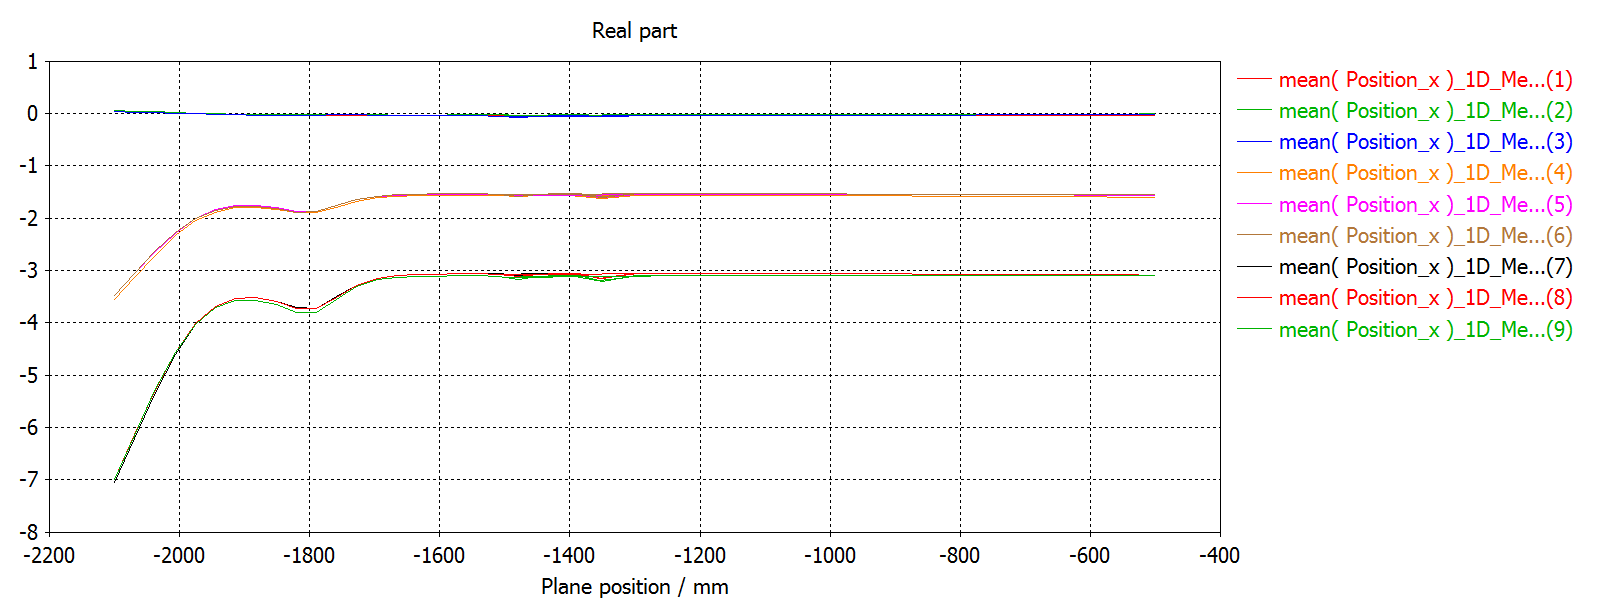 Real part
1
0
-1
-2
-3
-4
-5
-6
-7
-8
-2200 -2000 -1800 -1600 -1400 -1200 -1000 -800 -600 -400
Plane position / mm
mean( Position_x )_1D_Me...(1)
mean( Position_x )_1D_Me...(2)
mean( Position_x )_1D_Me...(3)
mean( Position_x )_1D_Me...(4)
mean( Position_x )_1D_Me...(5)
mean( Position_x )_1D_Me...(6)
mean( Position_x )_1D_Me...(7)
mean( Position_x )_1D_Me...(8)
mean( Position_x )_1D_Me...(9)